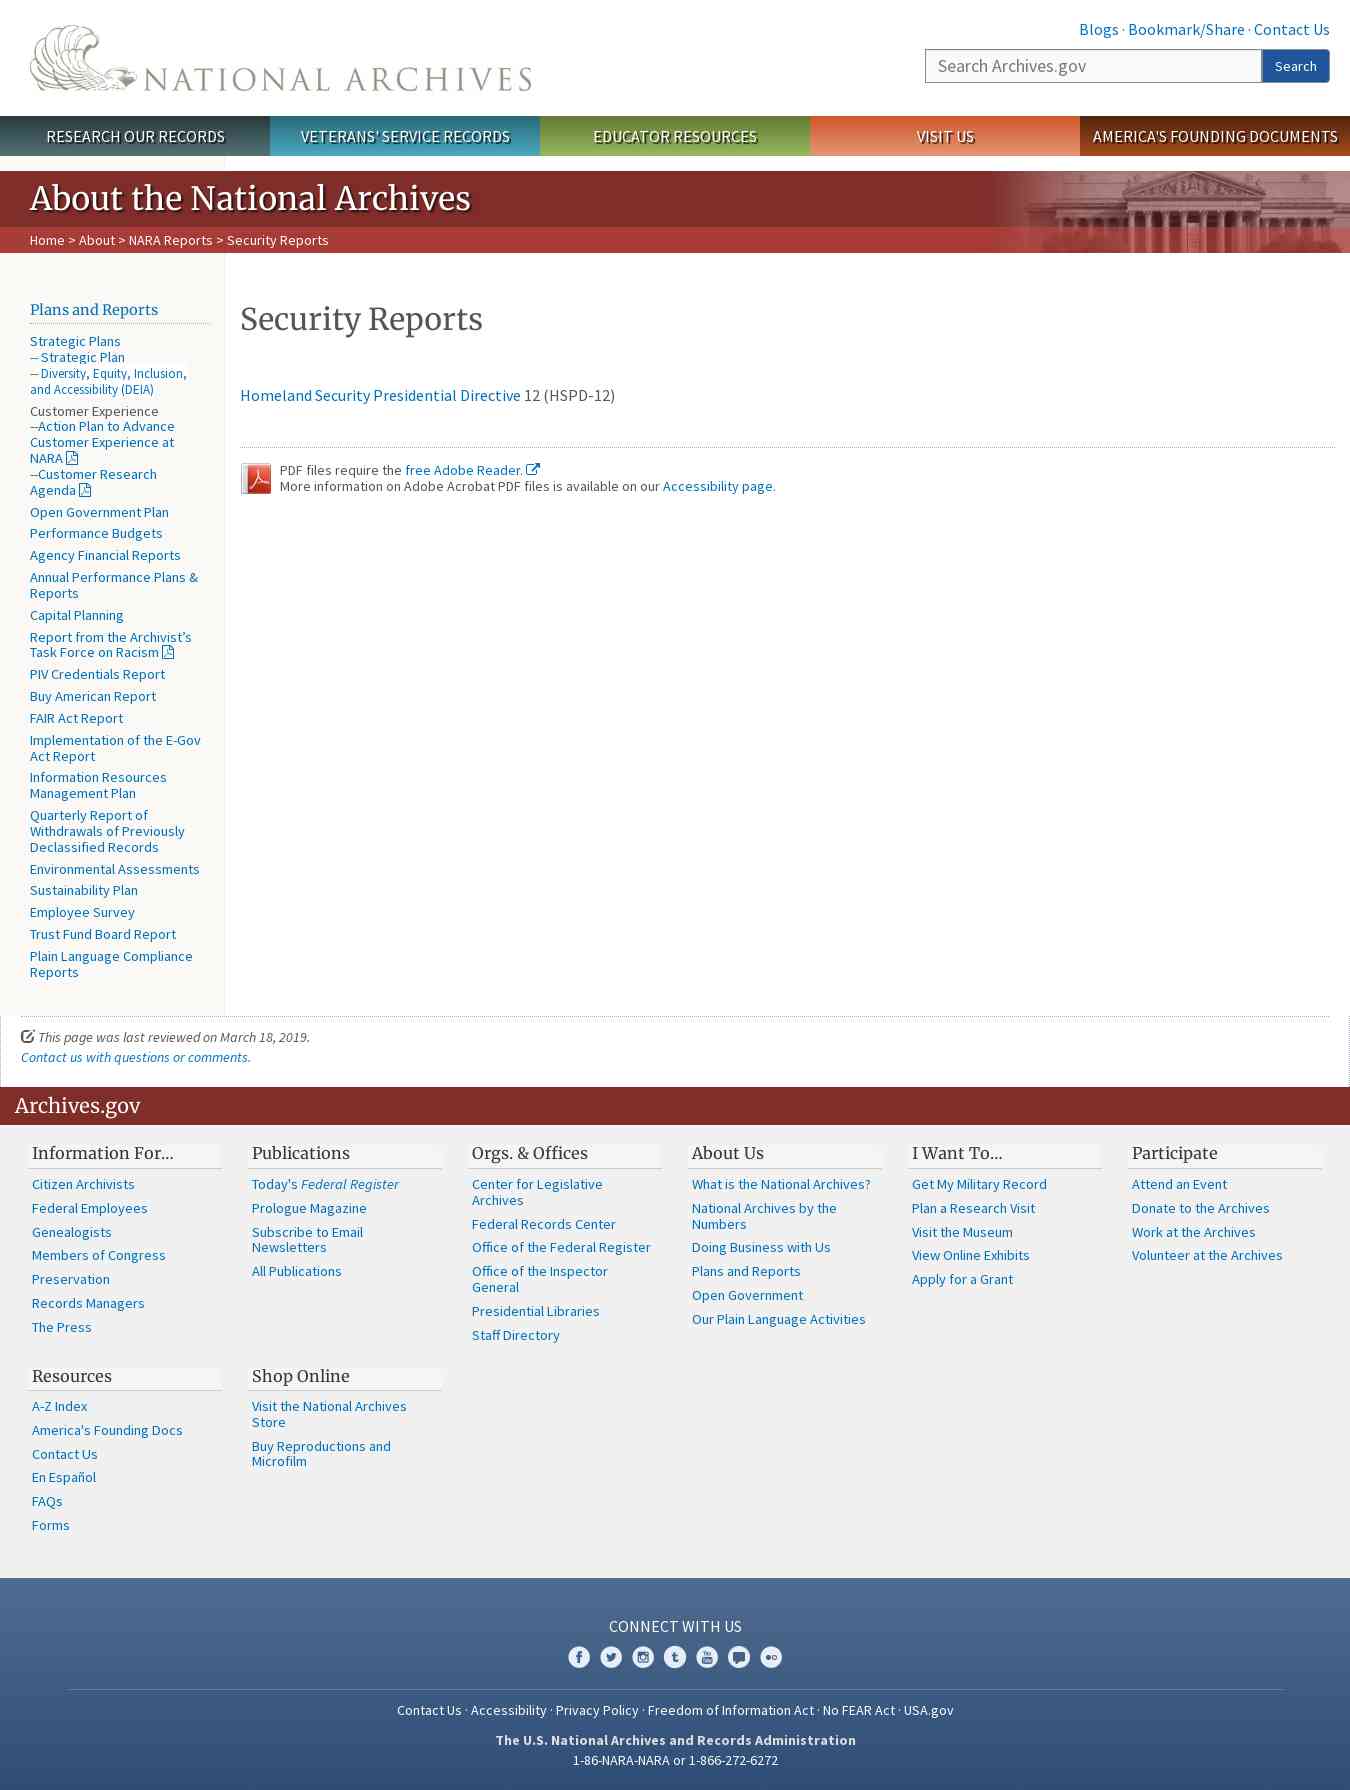 Blogs · Bookmark/Share · Contact Us
NATIONAL ARCHIVES
Search Archives.gov
Search
RESEARCH OUR RECORDS
VETERANS' SERVICE RECORDS
EDUCATOR RESOURCES
VISIT US
AMERICA'S FOUNDING DOCUMENTS
About the National Archives
Home > About > NARA Reports > Security Reports
Plans and Reports
Strategic Plans
-- Strategic Plan
-- Diversity, Equity, Inclusion,
and Accessibility (DEIA)
Customer Experience
--Action Plan to Advance
Customer Experience at
NARA
--Customer Research
Agenda
Open Government Plan
Performance Budgets
Agency Financial Reports
Annual Performance Plans &
Reports
Capital Planning
Report from the Archivist’s
Task Force on Racism
PIV Credentials Report
Buy American Report
FAIR Act Report
Implementation of the E-Gov
Act Report
Information Resources
Management Plan
Quarterly Report of
Withdrawals of Previously
Declassified Records
Environmental Assessments
Sustainability Plan
Employee Survey
Trust Fund Board Report
Plain Language Compliance
Reports
Security Reports
Homeland Security Presidential Directive 12 (HSPD-12)
PDF files require the free Adobe Reader.
More information on Adobe Acrobat PDF files is available on our Accessibility page.
This page was last reviewed on March 18, 2019.
Contact us with questions or comments.
Archives.gov
Information For…
Citizen Archivists
Federal Employees
Genealogists
Members of Congress
Preservation
Records Managers
The Press
Publications
Today's Federal Register
Prologue Magazine
Subscribe to Email
Newsletters
All Publications
Orgs. & Offices
Center for Legislative
Archives
Federal Records Center
Office of the Federal Register
Office of the Inspector
General
Presidential Libraries
Staff Directory
About Us
What is the National Archives?
National Archives by the
Numbers
Doing Business with Us
Plans and Reports
Open Government
Our Plain Language Activities
I Want To…
Get My Military Record
Plan a Research Visit
Visit the Museum
View Online Exhibits
Apply for a Grant
Participate
Attend an Event
Donate to the Archives
Work at the Archives
Volunteer at the Archives
Resources
A-Z Index
America's Founding Docs
Contact Us
En Español
FAQs
Forms
Shop Online
Visit the National Archives
Store
Buy Reproductions and
Microfilm
CONNECT WITH US
Contact Us · Accessibility · Privacy Policy · Freedom of Information Act · No FEAR Act · USA.gov
The U.S. National Archives and Records Administration
1-86-NARA-NARA or 1-866-272-6272